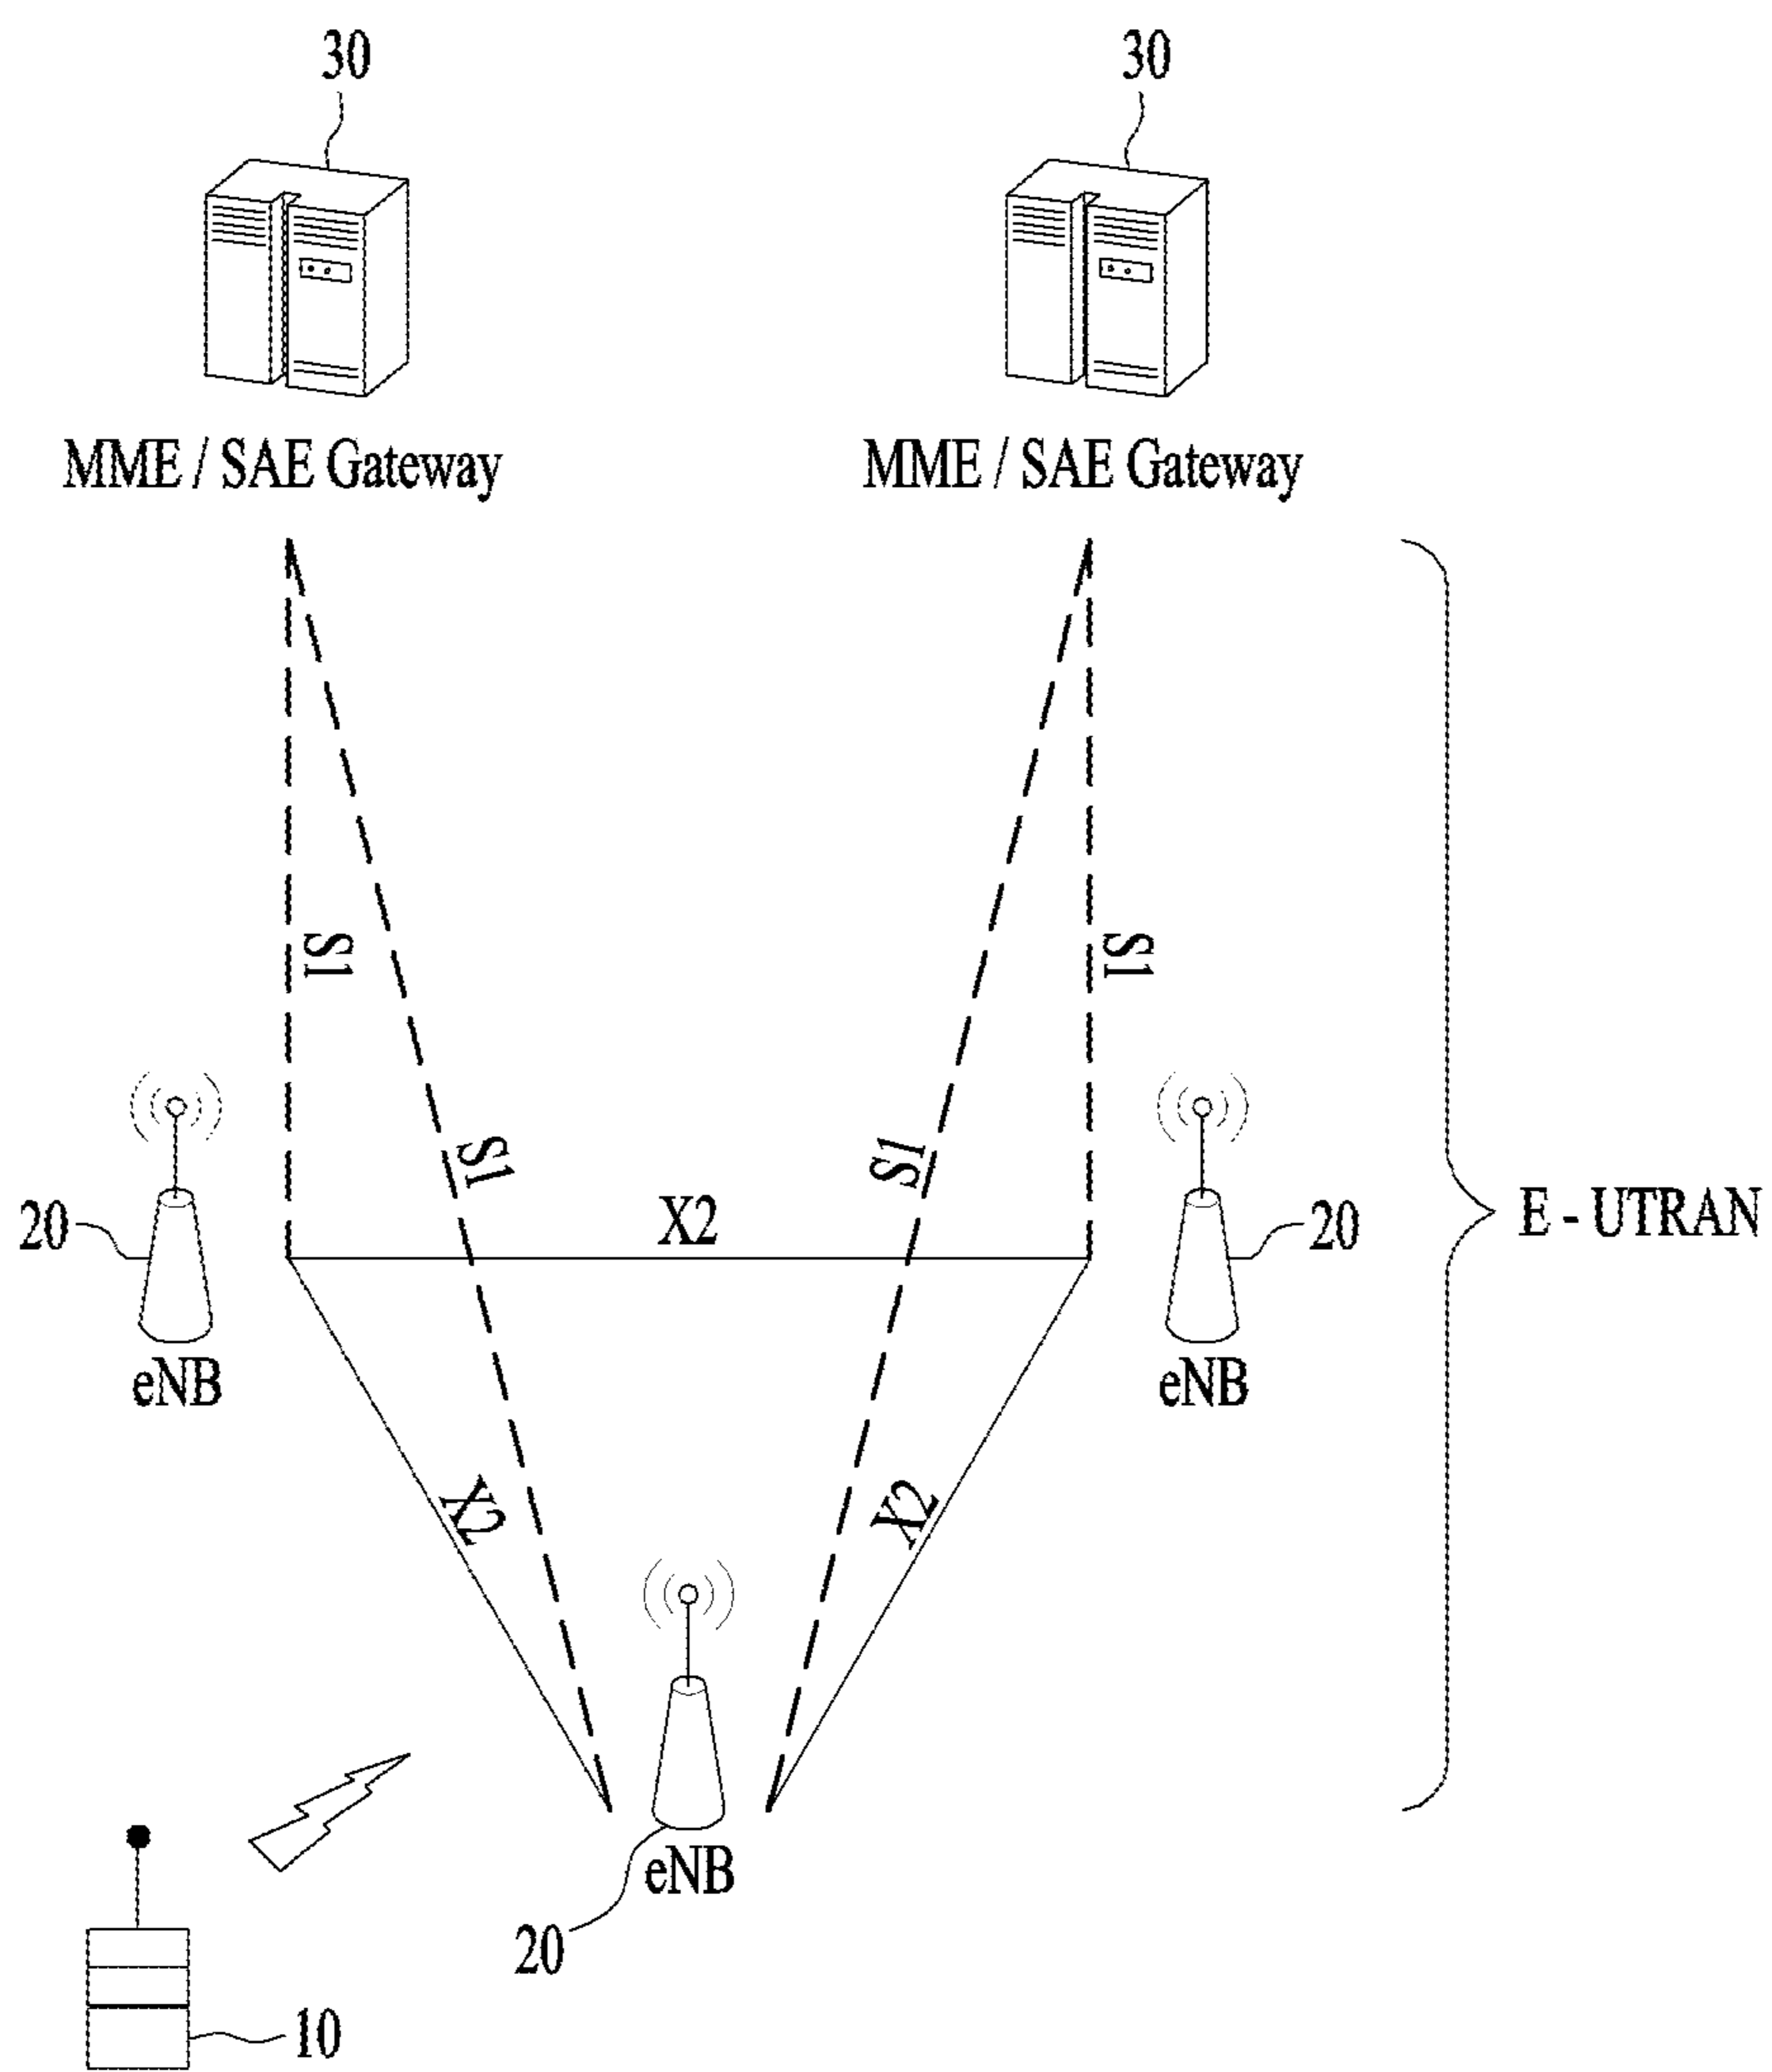 30
30
MME / SAE Gateway
MME / SAE Gateway
S1
S1
S1
S1
X2
20
20
E - UTRAN
eNB
eNB
X2
X2
eNB
20
10